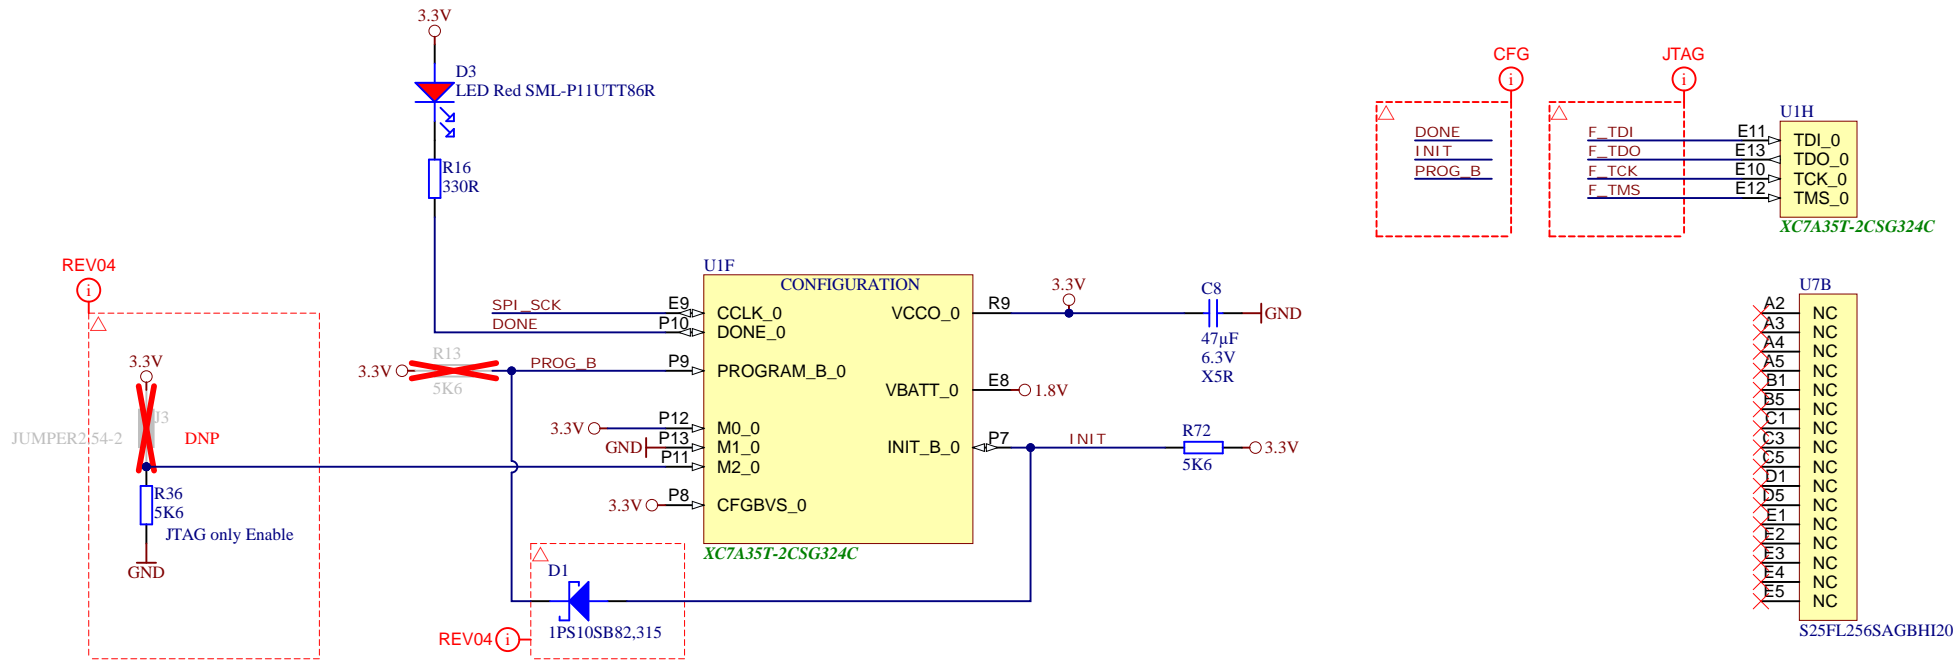 3.3V
D3
LED Red SML-P11UTT86R
R16
330R
CFG
i
DONE
INIT
PROG_B
JTAG
i
F_TDI
F_TDO
F_TCK
F_TMS
U1H
E11 TDI_0
E13 TDO_0
E10 TCK_0
E12 TMS_0
XC7A35T-2CSG324C
REV04
i
3.3V
J3
JUMPER2.54-2
DNP
R36
5K6
JTAG only Enable
GND
U1F
CONFIGURATION
SPI_SCK E9 CCLK_0
DONE P10 DONE_0
3.3V
R13
5K6
PROG_B P9 PROGRAM_B_0
3.3V P12 M0_0
GND P13 M1_0
P11 M2_0
3.3V P8 CFGBVS_0
VCCO_0 R9
3.3V
C8
47µF
6.3V
X5R
GND
VBATT_0 E8 1.8V
INIT_B_0 P7 INIT
R72
5K6
3.3V
XC7A35T-2CSG324C
D1
1PS10SB82,315
REV04
i
U7B
A2 NC
A3 NC
A4 NC
A5 NC
B1 NC
B5 NC
C1 NC
C3 NC
C5 NC
D1 NC
D5 NC
E1 NC
E2 NC
E3 NC
E4 NC
E5 NC
S25FL256SAGBHI20